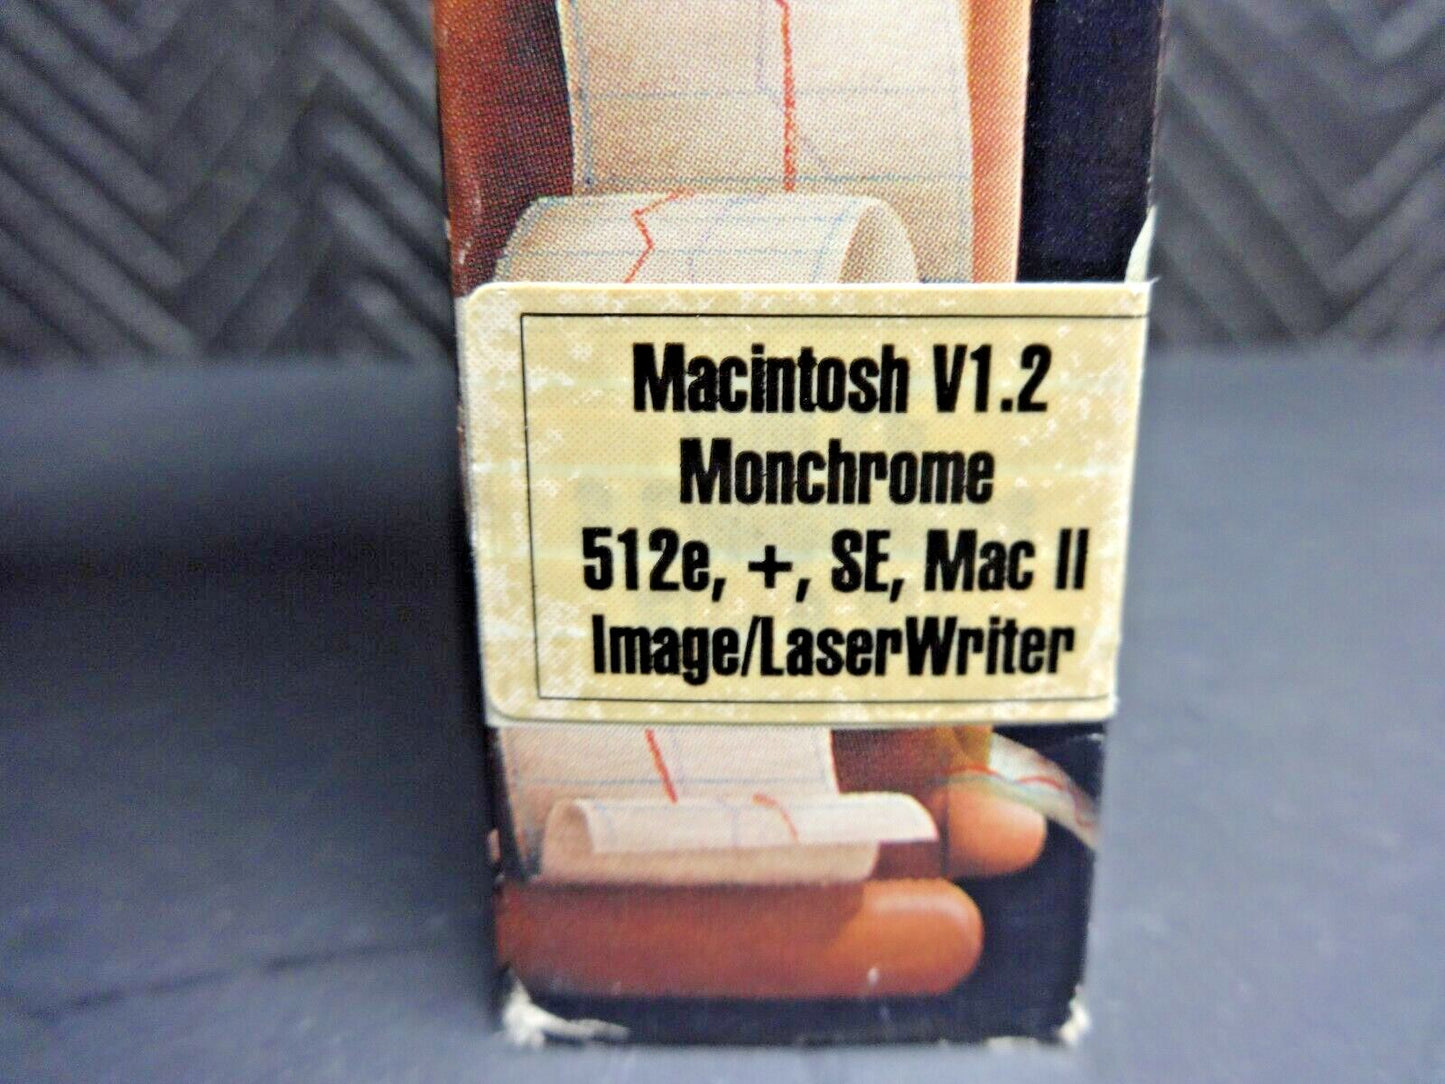 Macintosh V1.2
Monchrome
512e, +, SE, Mac II
Image/LaserWriter